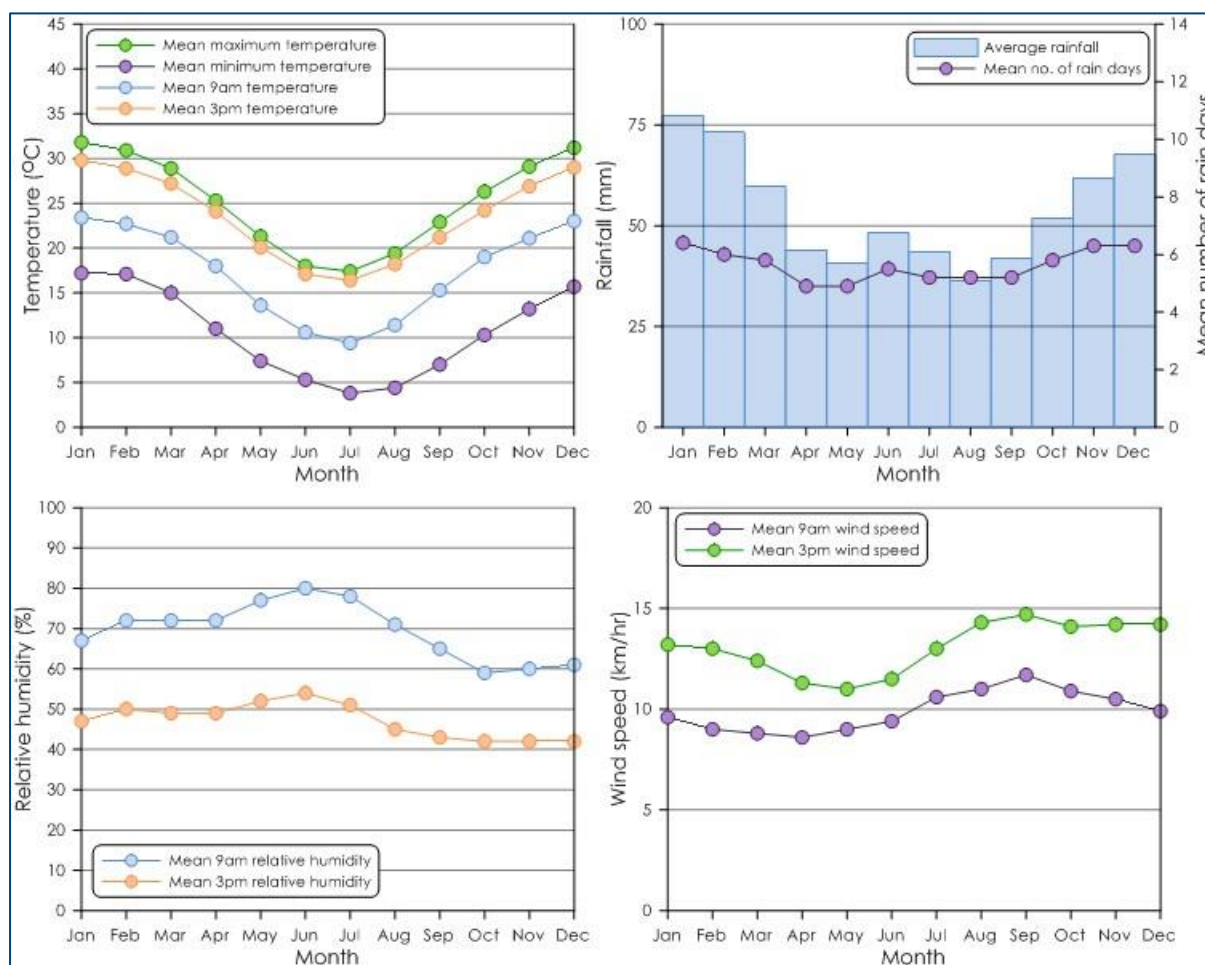 45
40
35
30
25
20
15
10
5
0
Temperature (ºC)
Mean maximum temperature
Mean minimum temperature
Mean 9am temperature
Mean 3pm temperature
Jan Feb Mar Apr May Jun Jul Aug Sep Oct Nov Dec
Month
100
75
50
25
0
Rainfall (mm)
Average rainfall
Mean no. of rain days
14
12
10
8
6
4
2
0
Mean number of rain days
Jan Feb Mar Apr May Jun Jul Aug Sep Oct Nov Dec
Month
100
90
80
70
60
50
40
30
20
10
0
Relative humidity (%)
Mean 9am relative humidity
Mean 3pm relative humidity
Jan Feb Mar Apr May Jun Jul Aug Sep Oct Nov Dec
Month
20
15
10
5
0
Wind speed (km/hr)
Mean 9am wind speed
Mean 3pm wind speed
Jan Feb Mar Apr May Jun Jul Aug Sep Oct Nov Dec
Month